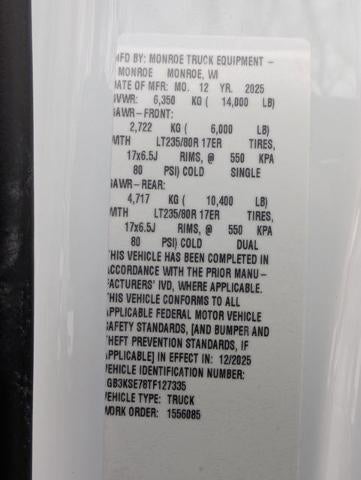 MFD BY: MONROE TRUCK EQUIPMENT -
MONROE MONROE, WI
DATE OF MFR: MO. 12 YR. 2025
GVWR: 6,350 KG ( 14,000 LB)
GAWR-FRONT:
2,722 KG ( 6,000 LB)
WITH LT235/80R 17ER TIRES,
17x6.5J RIMS, @ 550 KPA
80 PSI) COLD SINGLE
GAWR-REAR:
4,717 KG ( 10,400 LB)
WITH LT235/80R 17ER TIRES,
17x6.5J RIMS, @ 550 KPA
80 PSI) COLD DUAL
THIS VEHICLE HAS BEEN COMPLETED IN
ACCORDANCE WITH THE PRIOR MANU-
FACTURERS' IVD, WHERE APPLICABLE.
THIS VEHICLE CONFORMS TO ALL
APPLICABLE FEDERAL MOTOR VEHICLE
SAFETY STANDARDS, [AND BUMPER AND
THEFT PREVENTION STANDARDS, IF
APPLICABLE] IN EFFECT IN: 12/2025
VEHICLE IDENTIFICATION NUMBER:
GB3KSE78TF127335
VEHICLE TYPE: TRUCK
WORK ORDER: 1556085